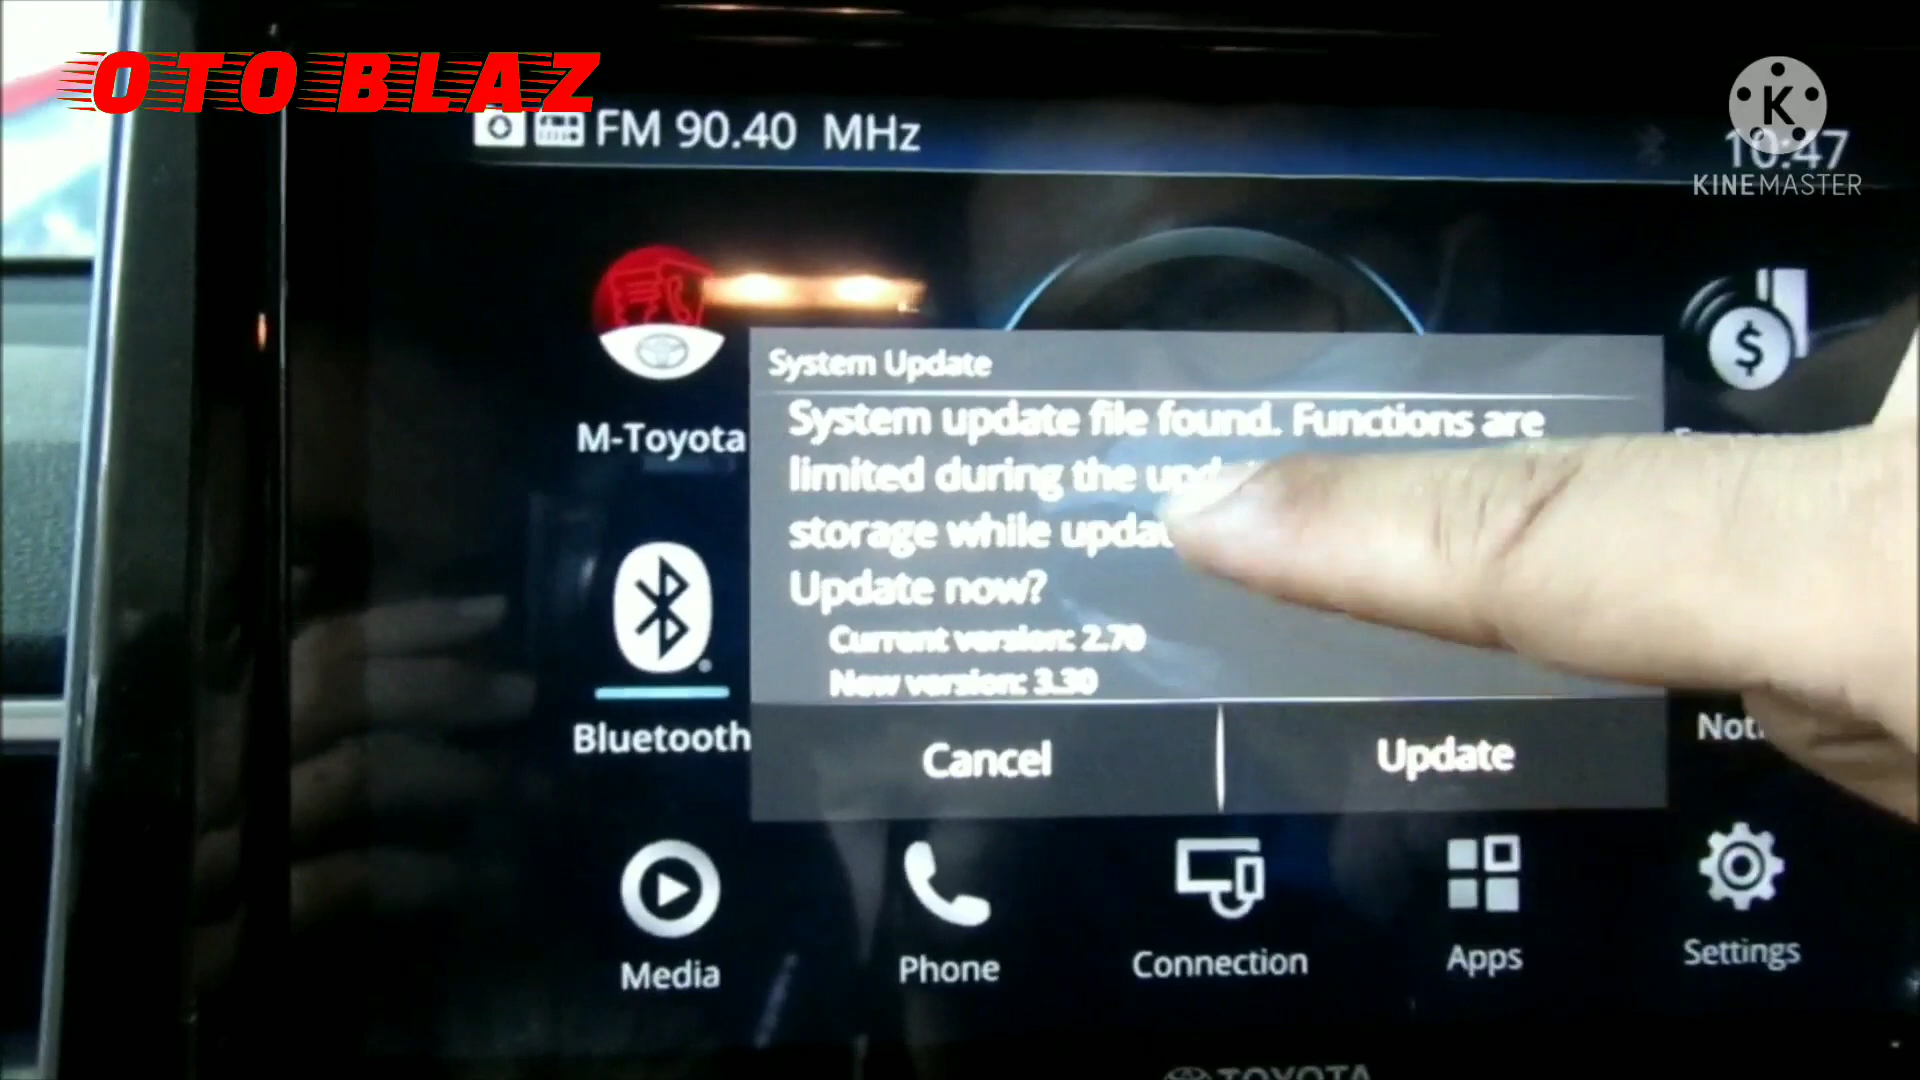 OTO BLAZ
FM 90.40 MHz
10:47
KINEMASTER
M-Toyota
System Update
System update file found. Functions are
limited during the
storage while
Update now?
Current version: 2.70
New version: 3.30
Cancel
Update
Bluetooth
Media
Phone
Connection
Apps
Settings
TOYOTA